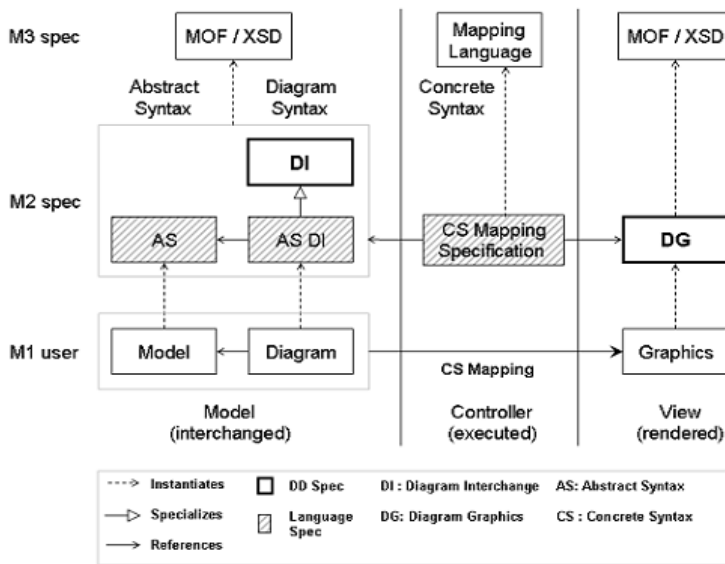 M3 spec
MOF / XSD
Mapping
Language
MOF / XSD
Abstract
Syntax
Diagram
Syntax
Concrete
Syntax
DI
M2 spec
AS
AS DI
CS Mapping
Specification
DG
M1 user
Model
Diagram
CS Mapping
Graphics
Model
(interchanged)
Controller
(executed)
View
(rendered)
Instantiates
DD Spec
DI : Diagram Interchange
AS: Abstract Syntax
Specializes
Language
Spec
DG: Diagram Graphics
CS : Concrete Syntax
References